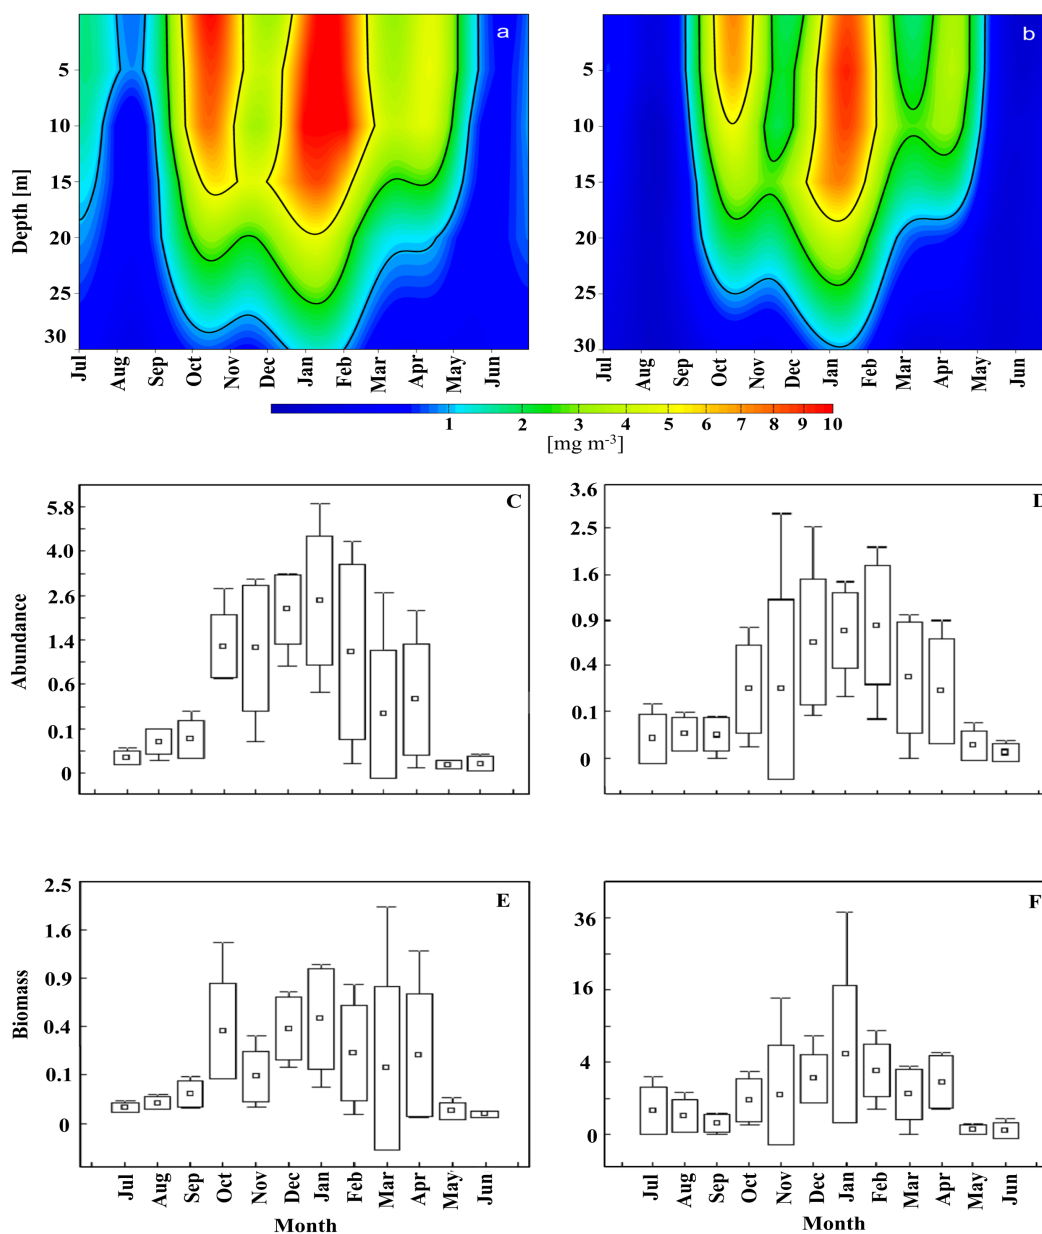 a
b
Depth [m]
5
10
15
20
25
30
5
10
15
20
25
30
Jul
Aug
Sep
Oct
Nov
Dec
Jan
Feb
Mar
Apr
May
Jun
Jul
Aug
Sep
Oct
Nov
Dec
Jan
Feb
Mar
Apr
May
Jun
1 2 3 4 5 6 7 8 9 10
[mg m-3]
C
D
Abundance
5.8
4.0
2.6
1.4
0.6
0.1
0
3.6
2.5
1.6
0.9
0.4
0.1
0
E
F
Biomass
2.5
1.6
0.9
0.4
0.1
0
36
16
4
0
Jul
Aug
Sep
Oct
Nov
Dec
Jan
Feb
Mar
Apr
May
Jun
Jul
Aug
Sep
Oct
Nov
Dec
Jan
Feb
Mar
Apr
May
Jun
Month
Month